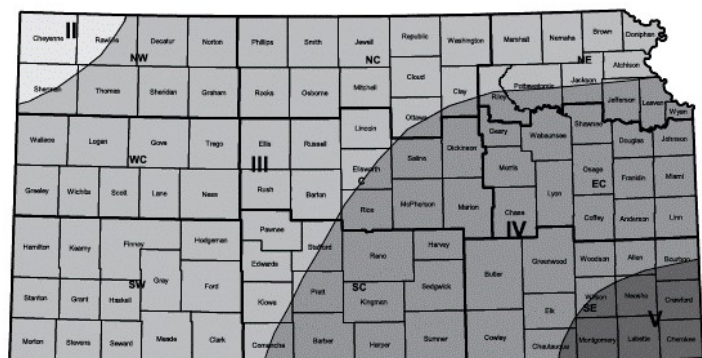 Cheyenne Rawlins Decatur Norton Phillips Smith Jewell Republic Washington Marshall Nemaha Brown Doniphan
II
NW NC NE
Atchison
Sherman Thomas Sheridan Graham Rooks Osborne Mitchell Cloud Clay Riley Pottawatomie Jackson Jefferson Leaven
Ottawa Wyan
Wallace Logan Gove Trego Ellis Russell Lincoln Saline Dickinson Geary Wabaunsee Shawnee Douglas Johnson
WC III
Ellsworth C Morris Osage EC Franklin Miami
Greeley Wichita Scott Lane Ness Rush Barton Rice McPherson Marion Chase Lyon Coffey Anderson Linn
Pawnee IV
Hamilton Kearny Finney Hodgeman Stafford Reno Harvey Butler Greenwood Woodson Allan Bourbon
Edwards
Gray Ford Sedgwick
Stanton Grant Haskell SW Kiowa Pratt SC Kingman Elk Wilson SE Neosha Crawford
V
Morton Stevens Seward Meade Clark Comanche Barber Harper Sumner Cowley Chautauque Montgomery Labette Cherokee